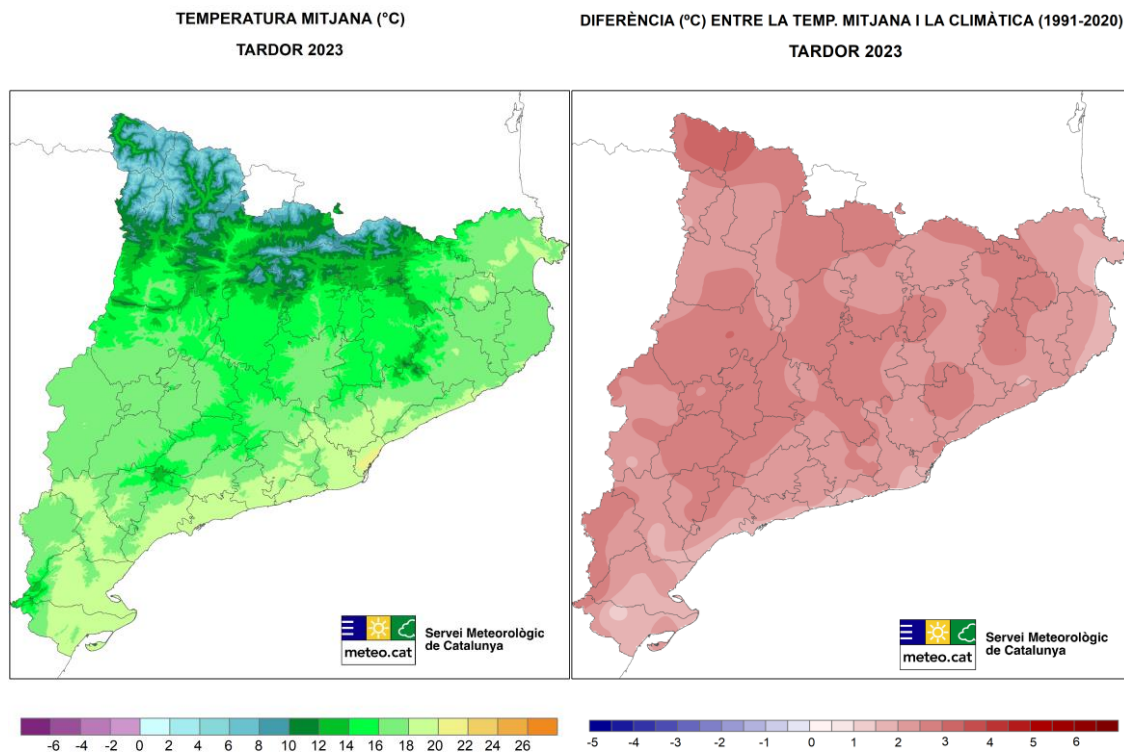 TEMPERATURA MITJANA (ºC)
TARDOR 2023
DIFERÈNCIA (ºC) ENTRE LA TEMP. MITJANA I LA CLIMÀTICA (1991-2020)
TARDOR 2023
meteo.cat
Servei Meteorològic
de Catalunya
meteo.cat
Servei Meteorològic
de Catalunya
-6 -4 -2 0 2 4 6 8 10 12 14 16 18 20 22 24 26
-5 -4 -3 -2 -1 0 1 2 3 4 5 6